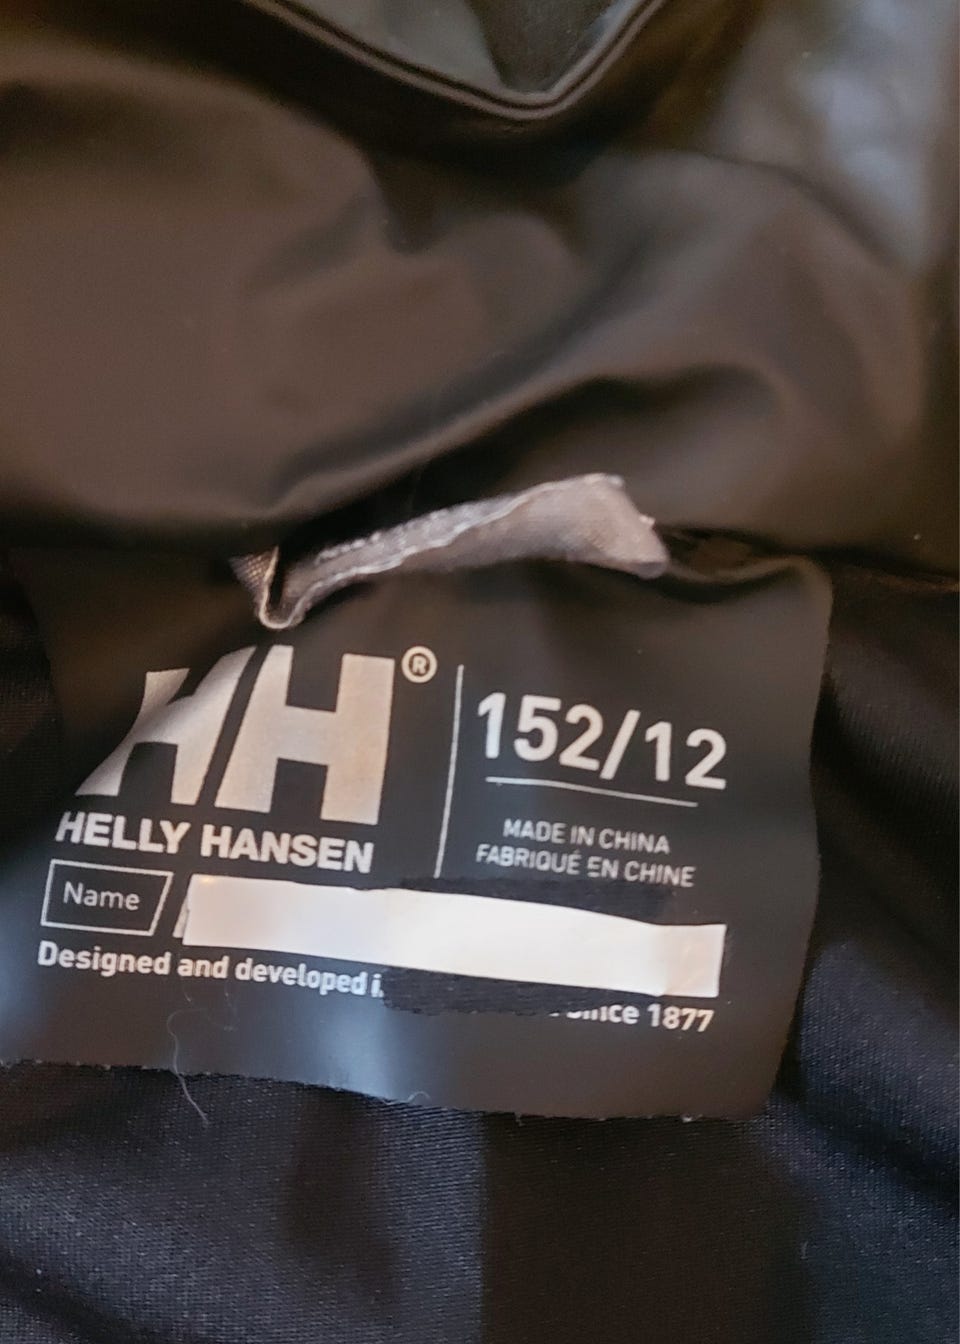 HH®
HELLY HANSEN
152/12
MADE IN CHINA
FABRIQUÉ EN CHINE
Name
Designed and developed
since 1877